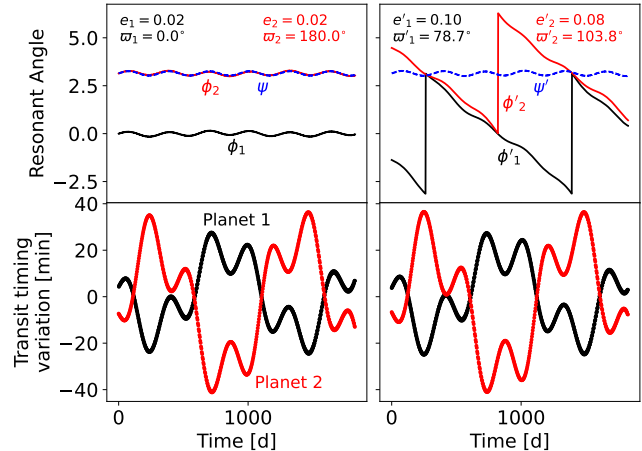 e₁ = 0.02 e₂ = 0.02
ϖ₁ = 0.0° ϖ₂ = 180.0°
e'₁ = 0.10 e'₂ = 0.08
ϖ'₁ = 78.7° ϖ'₂ = 103.8°
Resonant Angle
5.0
2.5
0.0
−2.5
ϕ₂ ψ
ϕ₁
ψ'
ϕ'₂
ϕ'₁
Transit timing
variation [min]
40
20
0
−20
−40
Planet 1
Planet 2
0 1000
0 1000
Time [d]
Time [d]